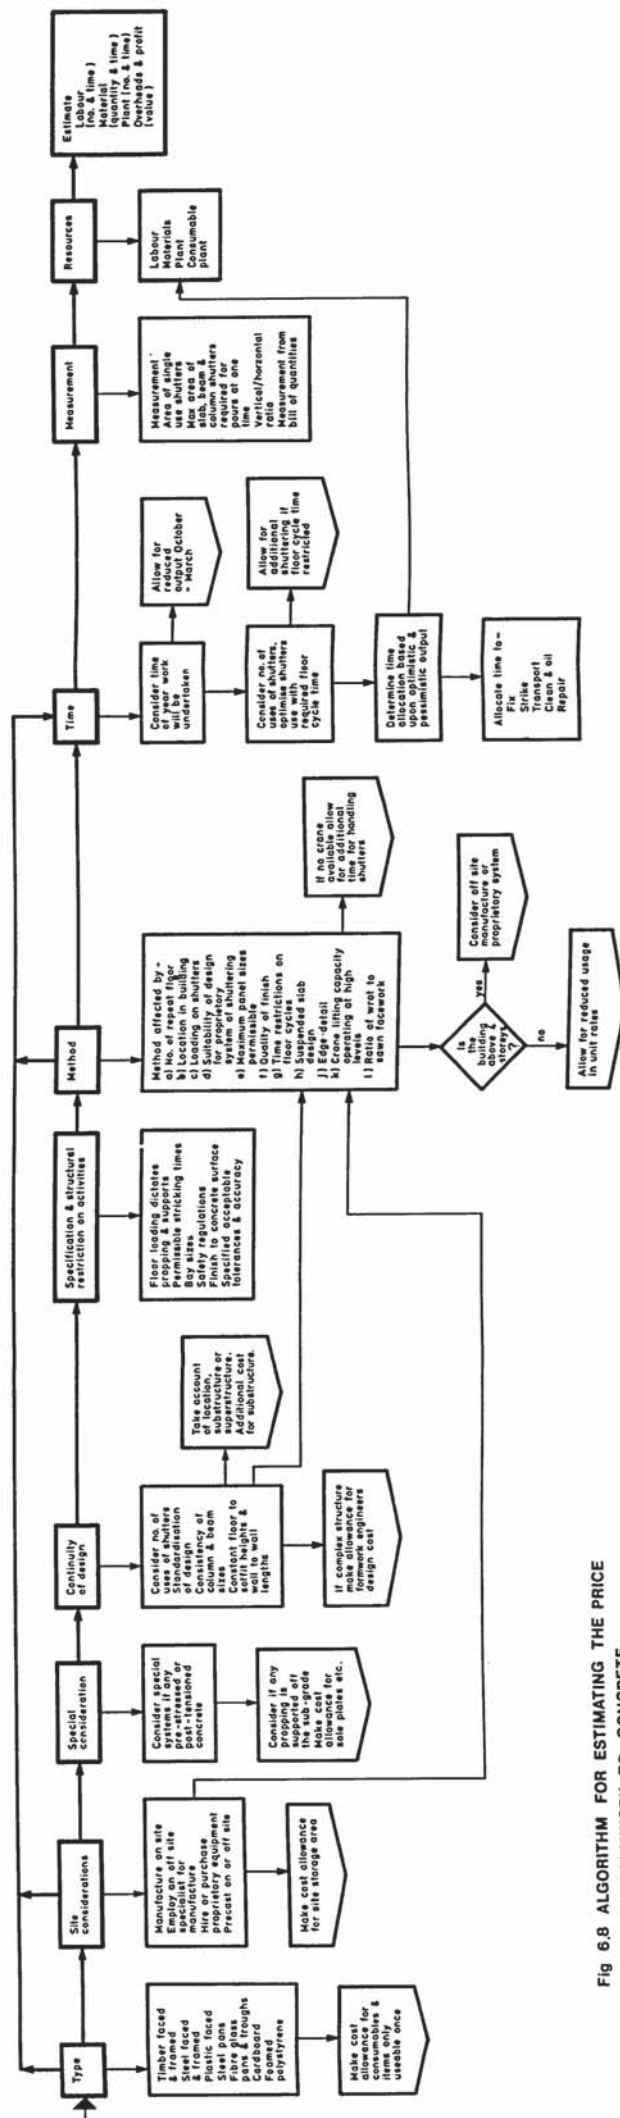 Type
Timber faced
& framed
Steel faced
& framed
Plastic faced
Steel pans
Fibre glass
pans & troughs
Cardboard
Foamed
polystyrene
Make cost
allowance for
consumables &
items only
useable once
Site
considerations
Manufacture on site
Employ an off site
specialist for
manufacture
Hire or purchase
proprietory equipment
Precast on or off site
Make cost allowance
for site storage area
Special
consideration
Consider special
systems if any
pre-stressed or
post-tensioned
concrete
Consider if any
propping is
supported off
the sub-grade
Make cost
allowance for
sole plates etc.
Continuity
of design
Consider no. of
uses of shutters
Standardisation
of design
Consistency of
column & beam
sizes
Constant floor to
soffit heights &
wall to wall
lengths
Take account
of location,
substructure or
superstructure.
Additional cost
for substructure.
If complex structure
make allowance for
formwork engineers
design cost
Specification & structural
restriction on activities
Floor loading dictates
propping & supports
Permissible stricking times
Bay sizes
Safety regulations
Finish to concrete surface
Specified acceptable
tolerances & accuracy
Method
Method affected by -
a) No. of repeat floor
b) Location in building
c) Loading on shutters
d) Suitability of design
for proprietary
system of shuttering
e) Maximum panel sizes
permissible
f) Quality of finish
g) Time restrictions on
floor cycles
h) Suspended slab
design
j) Edge-detail
k) Crane lifting capacity
operating at high
levels
l) Ratio of wrot to
sawn facework
If no crane
available allow
for additional
time for handling
shutters
Is
the
building
above 4
storeys
?
yes
Consider off site
manufacture or
proprietary system
no
Allow for reduced usage
in unit rates
Time
Consider time
of year work
will be
undertaken
Allow for
reduced
output October
- March
Consider no. of
uses of shutters,
optimise shutters
use with
required floor
cycle time
Allow for
additional
shuttering if
floor cycle time
restricted
Determine time
allocation based
upon optimistic &
pessimistic output
Allocate time to-
Fix
Strike
Transport
Clean & oil
Repair
Measurement
Measurement
Area of single
use shutters
Max area of
slab, beam &
column shutters
required for
pours at one
time
Vertical/horzontal
ratio
Measurement from
bill of quantities
Resources
Labour
Materials
Plant
Consumable
plant
Estimate
Labour
(no. & time)
Material
(quantity & time)
Plant (no. & time)
Overheads & profit
(value)
Fig 6.8 ALGORITHM FOR ESTIMATING THE PRICE